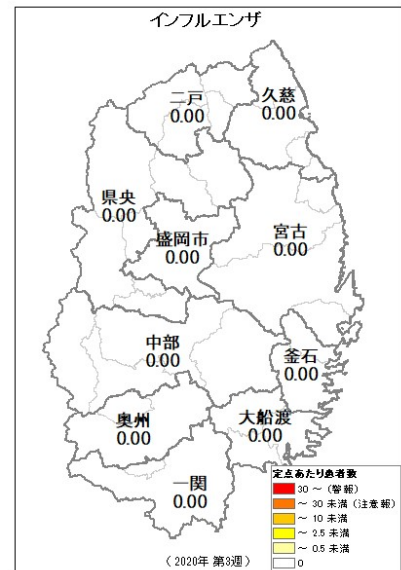 インフルエンザ
二戸
0.00
久慈
0.00
県央
0.00
盛岡市
0.00
宮古
0.00
中部
0.00
釜石
0.00
奥州
0.00
大船渡
0.00
一関
0.00
定点あたり患者数
30 ～ (警報)
～ 30 未満 (注意報)
～ 10 未満
～ 2.5 未満
～ 0.5 未満
0
(2020年 第3週)